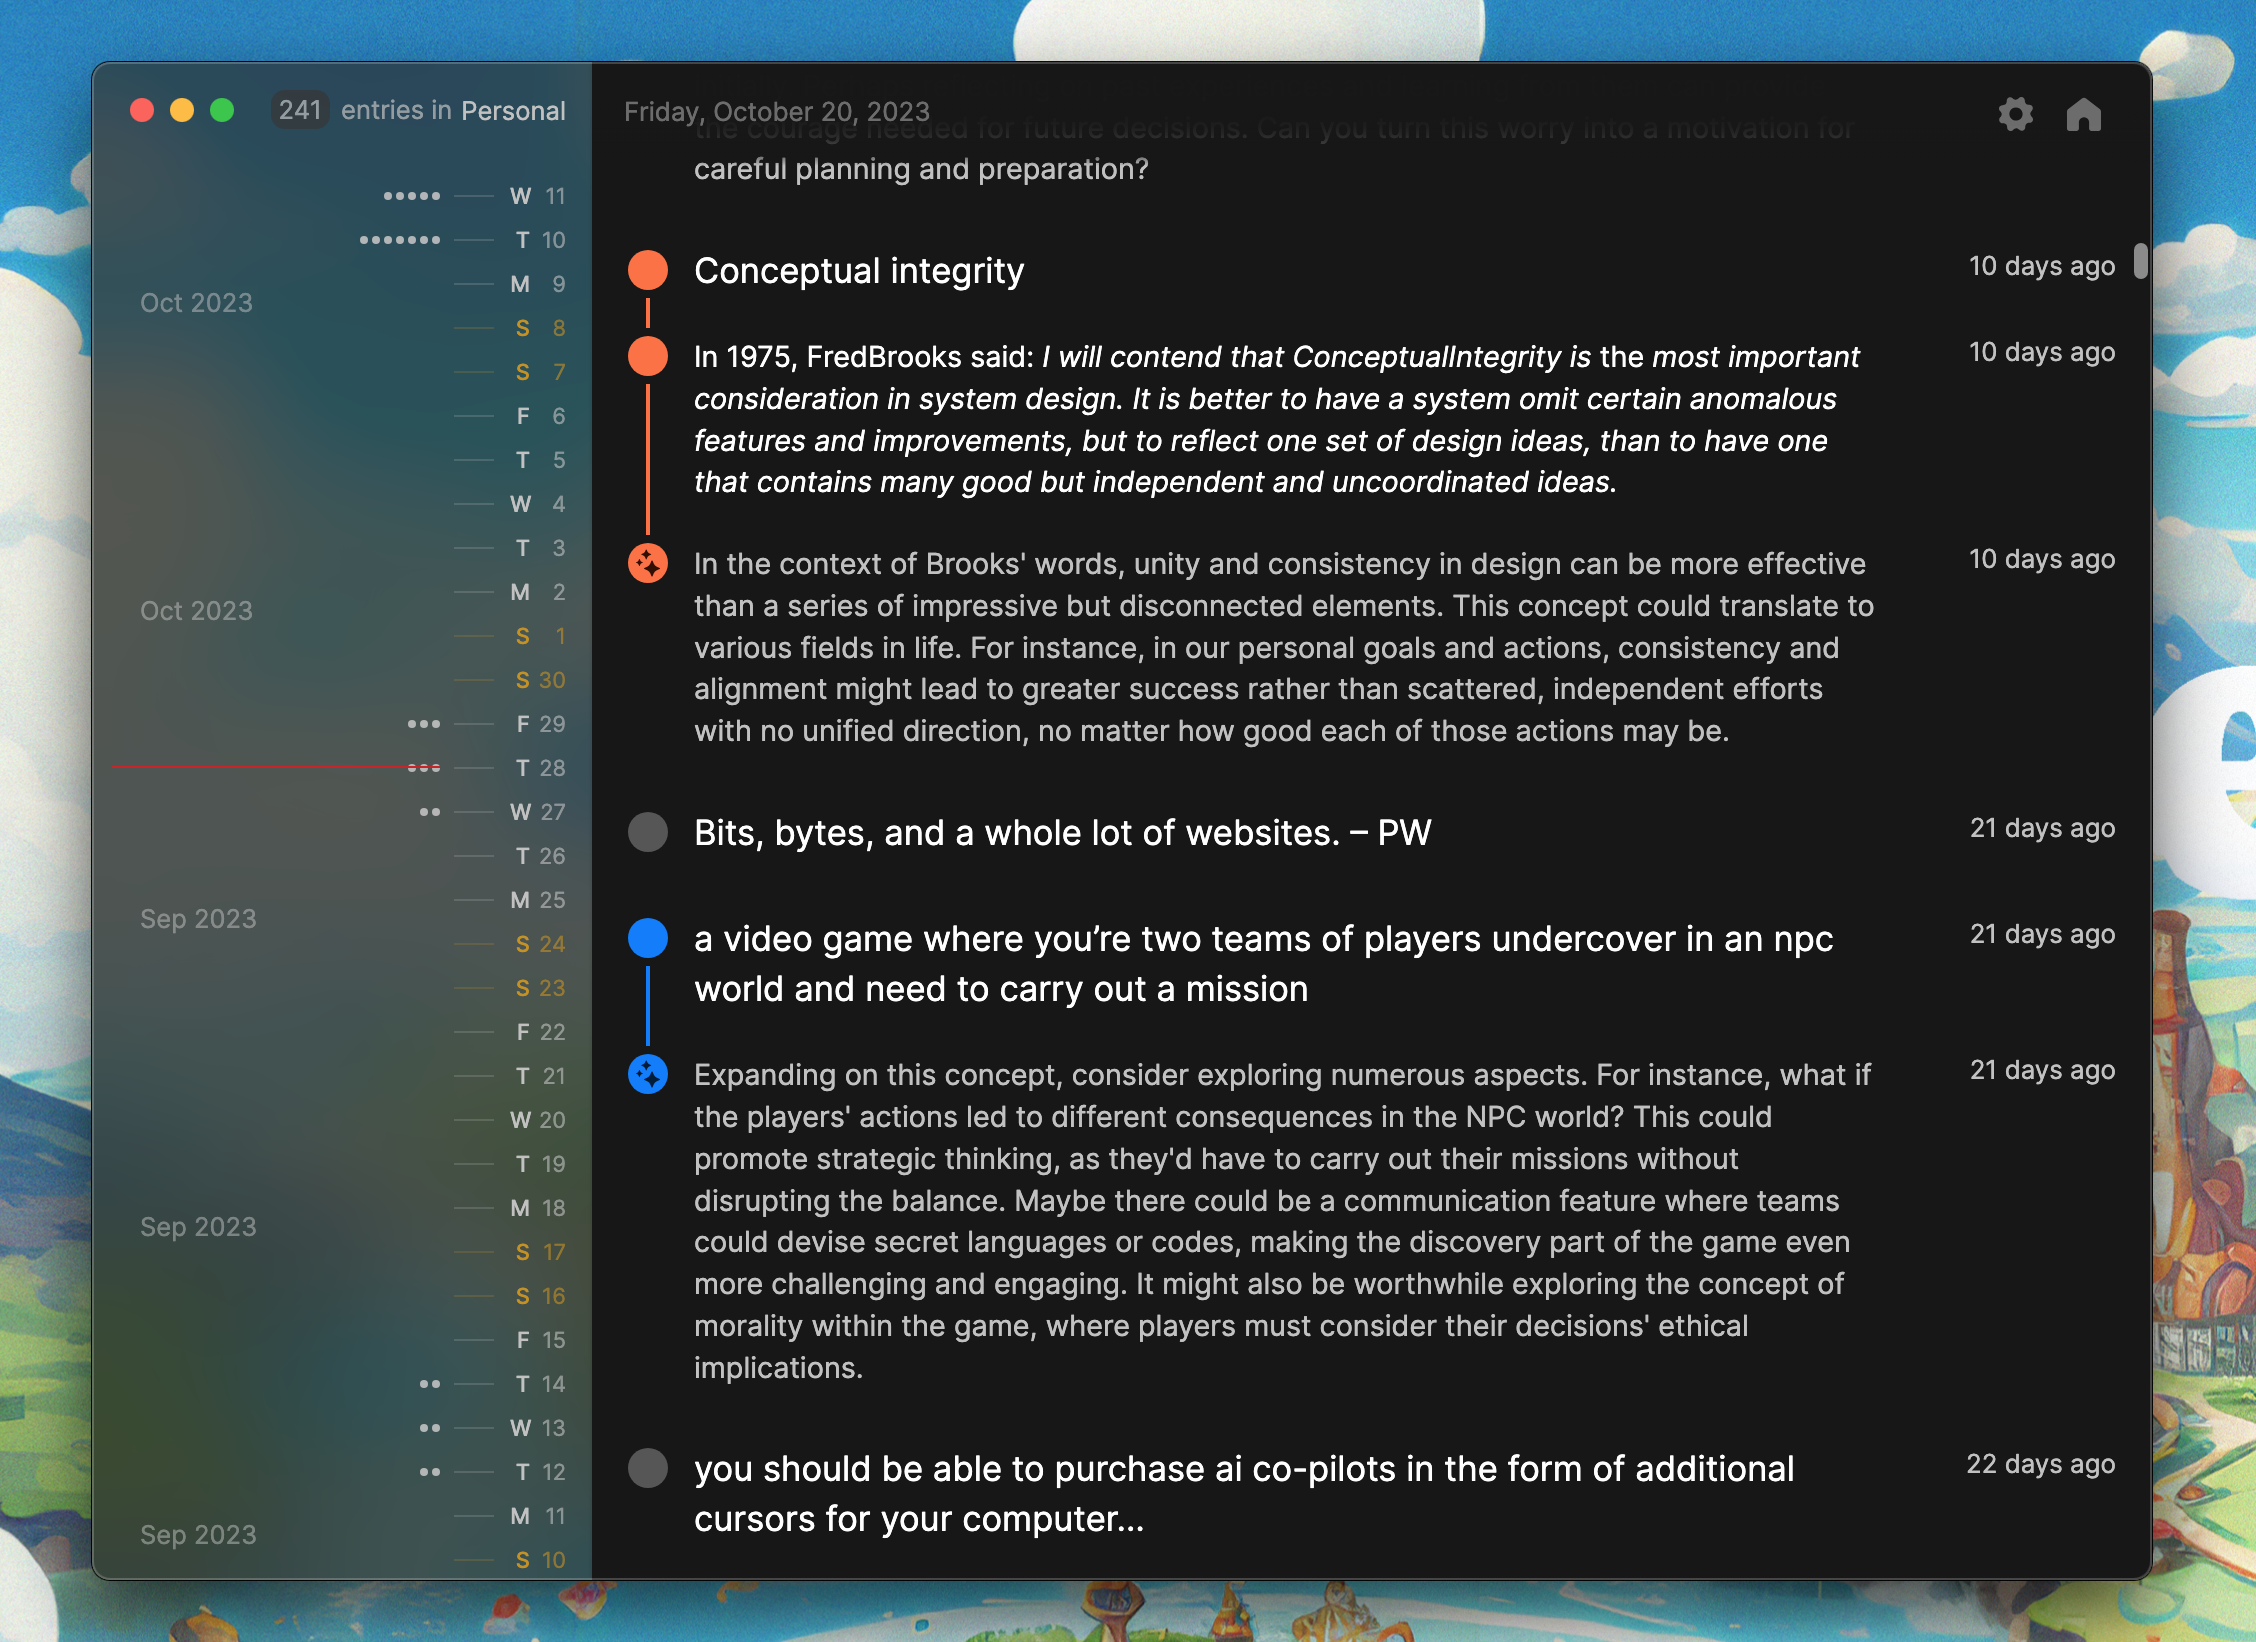 241 entries in Personal
W 11
T 10
M 9
Oct 2023
S 8
S 7
F 6
T 5
W 4
T 3
M 2
Oct 2023
S 1
S 30
F 29
T 28
W 27
T 26
M 25
Sep 2023
S 24
S 23
F 22
T 21
W 20
T 19
M 18
Sep 2023
S 17
S 16
F 15
T 14
W 13
T 12
M 11
Sep 2023
S 10
Friday, October 20, 2023
the courage needed for future decisions. Can you turn this worry into a motivation for
careful planning and preparation?
Conceptual integrity
10 days ago
In 1975, FredBrooks said: I will contend that ConceptualIntegrity is the most important
10 days ago
consideration in system design. It is better to have a system omit certain anomalous
features and improvements, but to reflect one set of design ideas, than to have one
that contains many good but independent and uncoordinated ideas.
In the context of Brooks' words, unity and consistency in design can be more effective
10 days ago
than a series of impressive but disconnected elements. This concept could translate to
various fields in life. For instance, in our personal goals and actions, consistency and
alignment might lead to greater success rather than scattered, independent efforts
with no unified direction, no matter how good each of those actions may be.
Bits, bytes, and a whole lot of websites. – PW
21 days ago
a video game where you’re two teams of players undercover in an npc
21 days ago
world and need to carry out a mission
Expanding on this concept, consider exploring numerous aspects. For instance, what if
21 days ago
the players' actions led to different consequences in the NPC world? This could
promote strategic thinking, as they'd have to carry out their missions without
disrupting the balance. Maybe there could be a communication feature where teams
could devise secret languages or codes, making the discovery part of the game even
more challenging and engaging. It might also be worthwhile exploring the concept of
morality within the game, where players must consider their decisions' ethical
implications.
you should be able to purchase ai co-pilots in the form of additional
22 days ago
cursors for your computer...
e